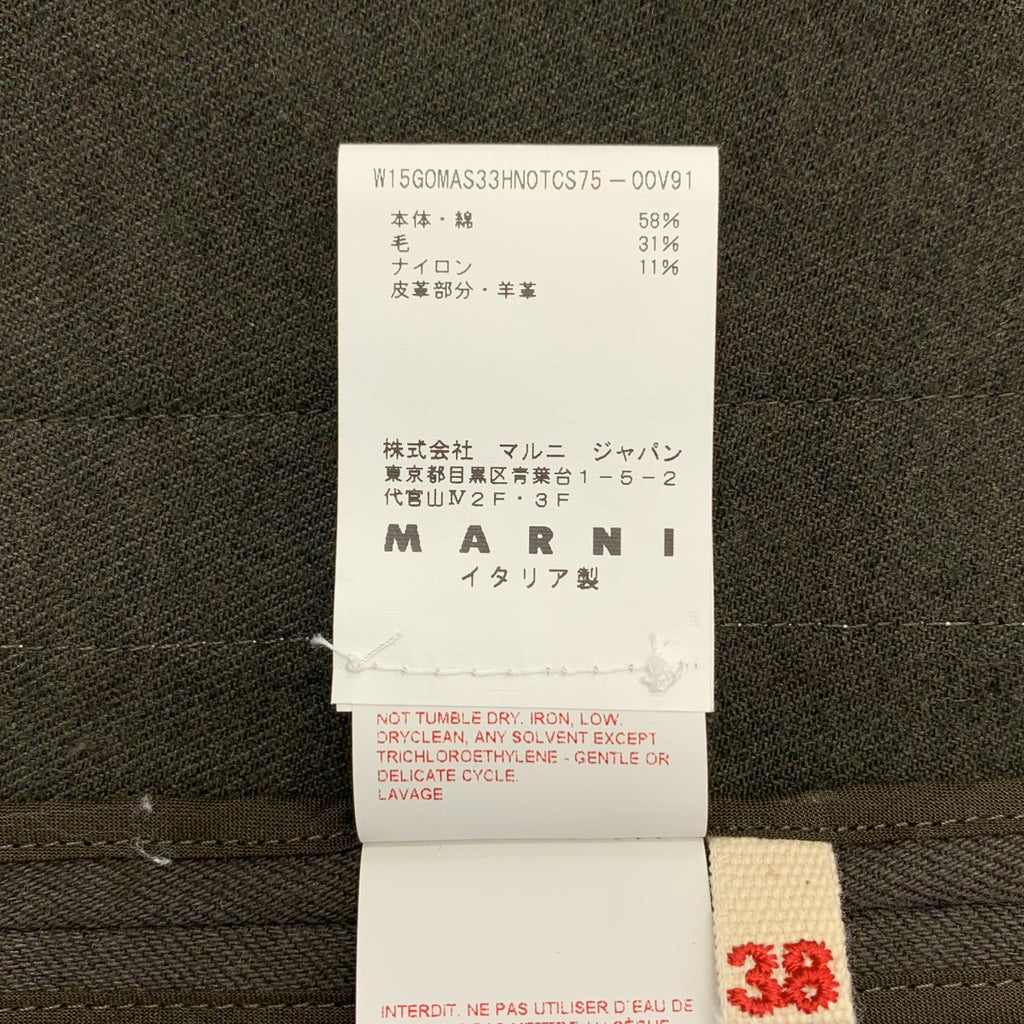 W15GOMAS33HNOTCS75-00V91
本体・綿 58%
毛 31%
ナイロン 11%
皮革部分・羊革
株式会社 マルニ ジャパン
東京都目黒区青葉台1-5-2
代官山Ⅳ2F・3F
MARNI
イタリア製
NOT TUMBLE DRY. IRON, LOW.
DRYCLEAN, ANY SOLVENT EXCEPT
TRICHLOROETHYLENE - GENTLE OR
DELICATE CYCLE.
LAVAGE
38
INTERDIT. NE PAS UTILISER D'EAU DE